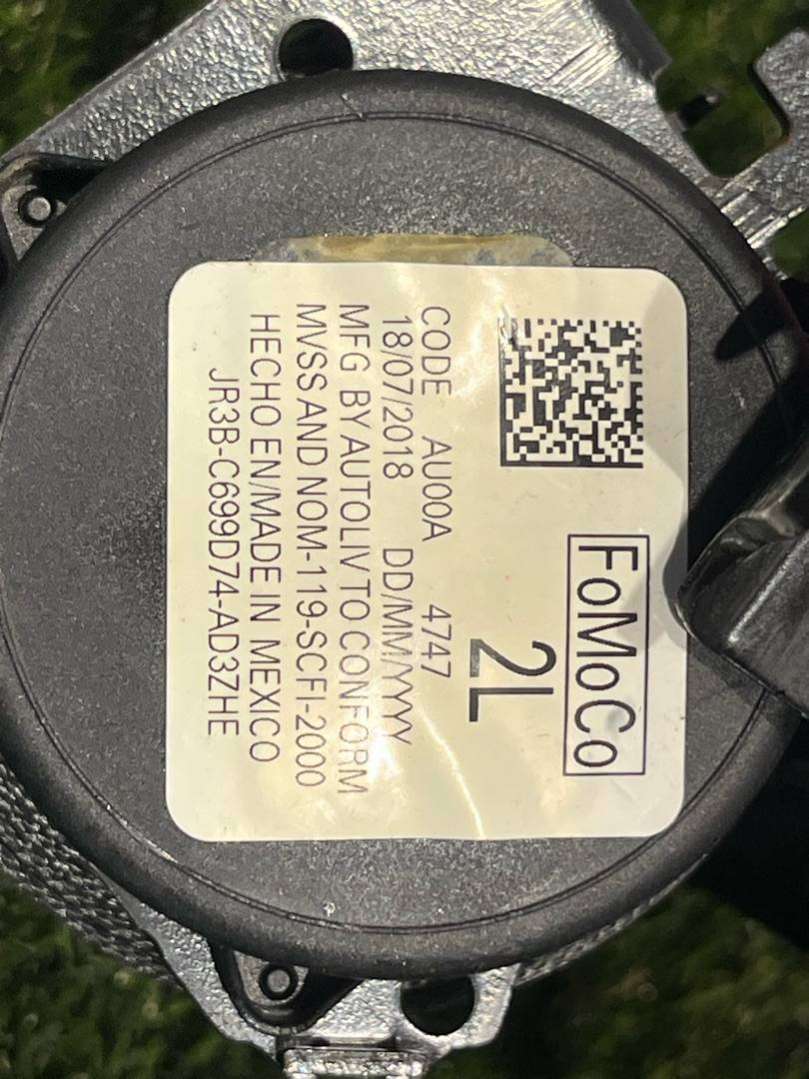 FoMoCo
2L
CODE AU00A 4747
18/07/2018 DD/MM/YYYY
MFG BY AUTOLIV TO CONFORM
MVSS AND NOM-119-SCFI-2000
HECHO EN/MADE IN MEXICO
JR3B-C699D74-AD3ZHE